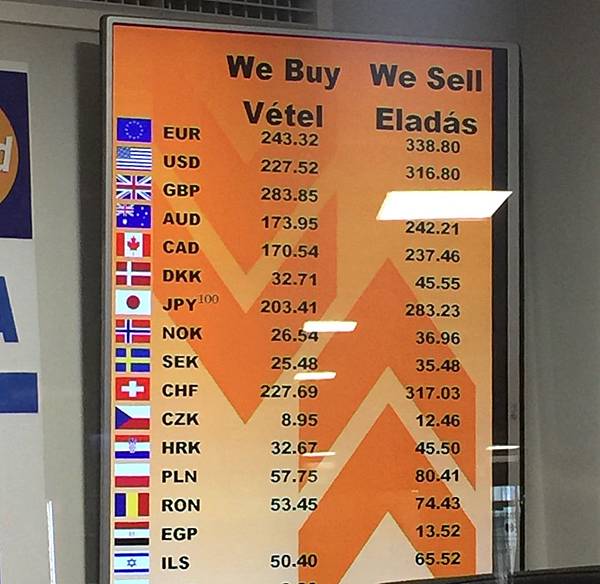 We Buy We Sell
Vétel Eladás
EUR 243.32 338.80
USD 227.52 316.80
GBP 283.85
AUD 173.95 242.21
CAD 170.54 237.46
DKK 32.71 45.55
JPY100 203.41 283.23
NOK 26.54 36.96
SEK 25.48 35.48
CHF 227.69 317.03
CZK 8.95 12.46
HRK 32.67 45.50
PLN 57.75 80.41
RON 53.45 74.43
EGP 13.52
ILS 50.40 65.52